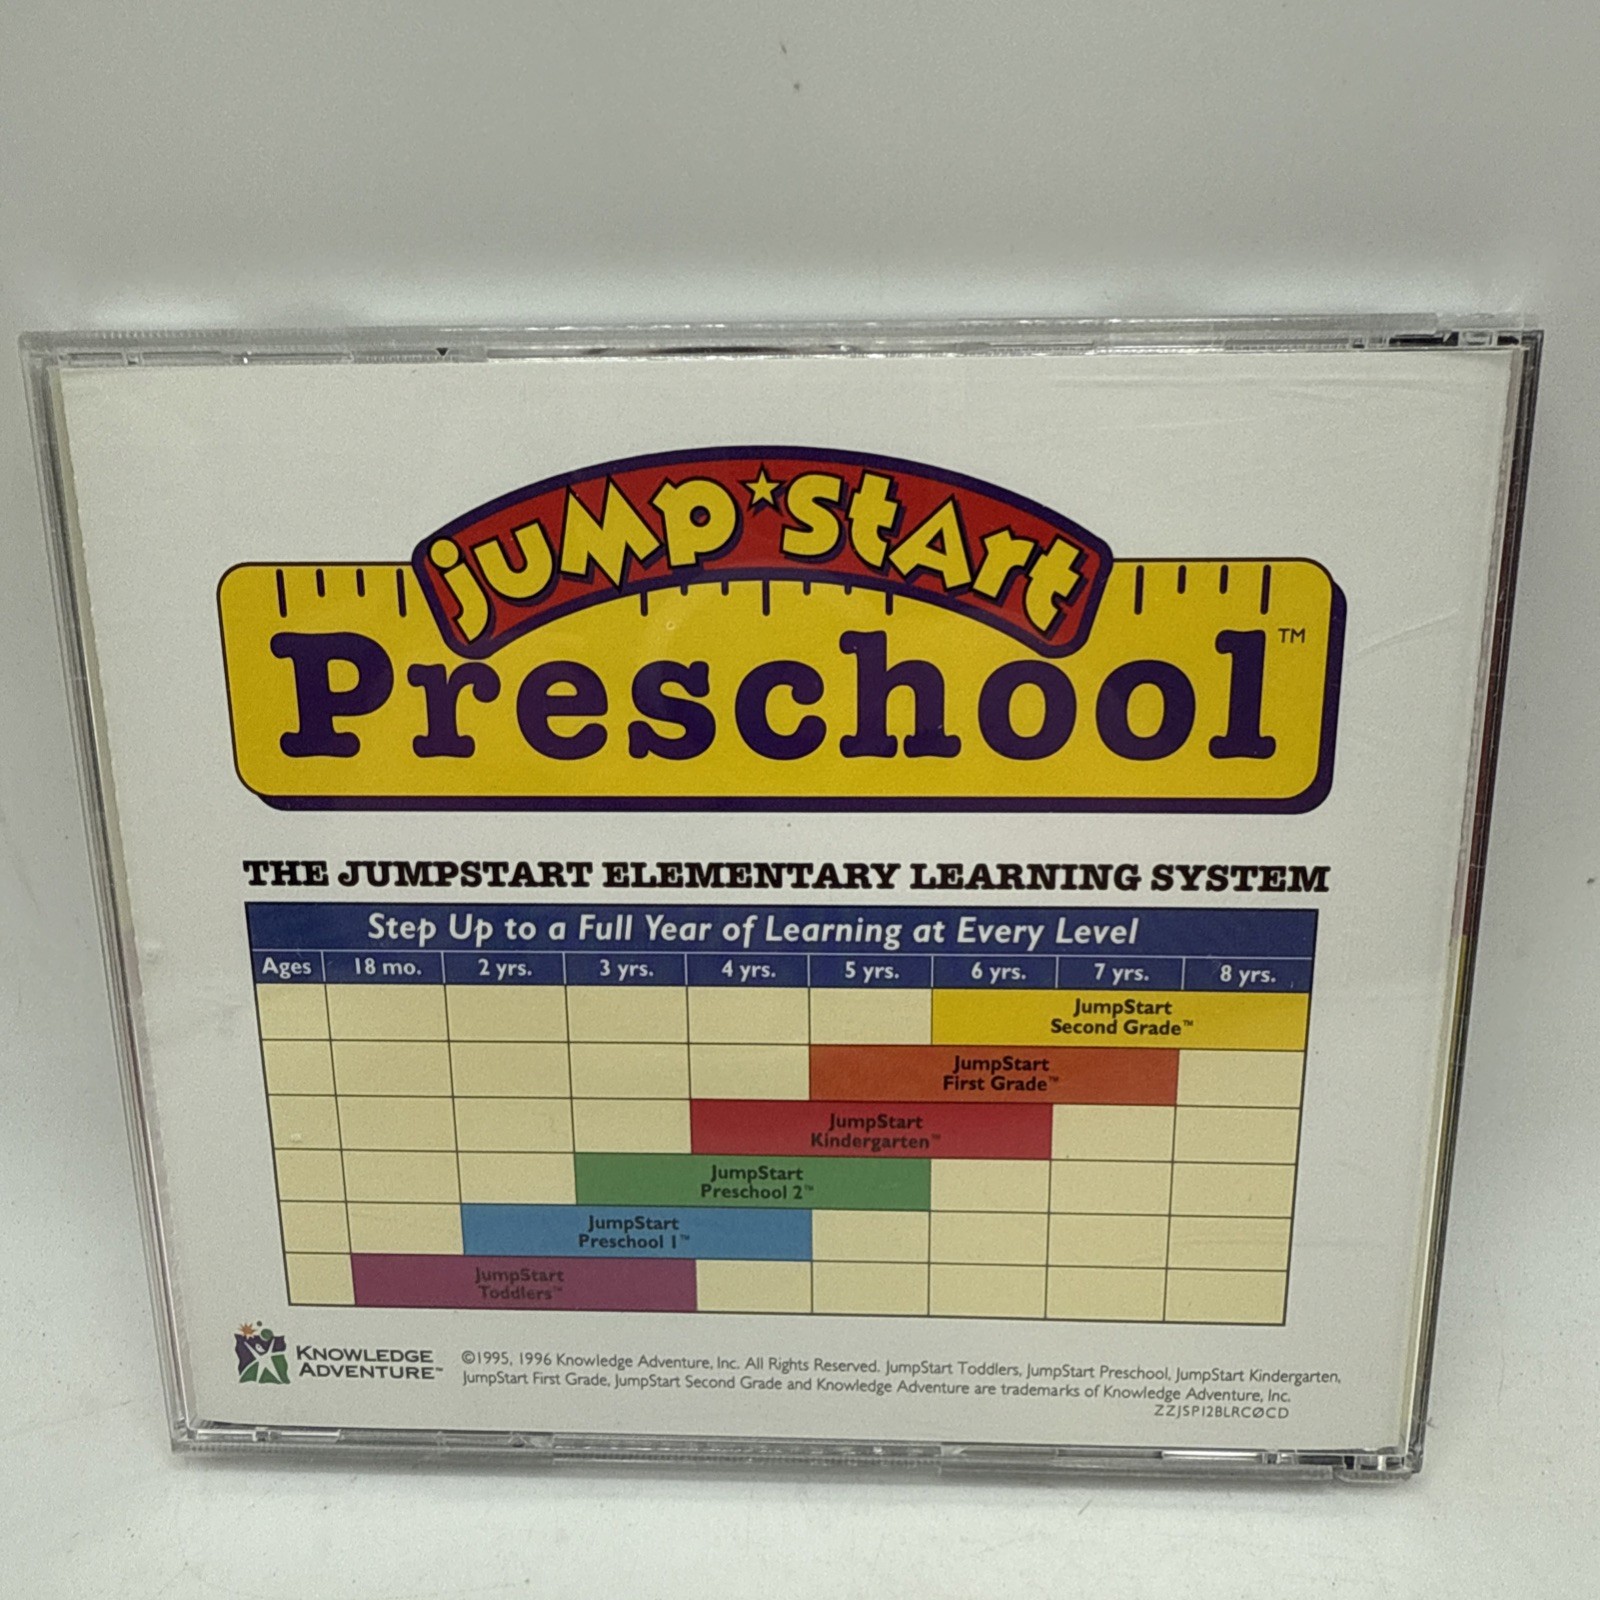 jump★start
Preschool™
THE JUMPSTART ELEMENTARY LEARNING SYSTEM
Step Up to a Full Year of Learning at Every Level
Ages 18 mo. 2 yrs. 3 yrs. 4 yrs. 5 yrs. 6 yrs. 7 yrs. 8 yrs.
JumpStart
Second Grade™
JumpStart
First Grade™
JumpStart
Kindergarten™
JumpStart
Preschool 2™
JumpStart
Preschool 1™
JumpStart
Toddlers™
KNOWLEDGE
ADVENTURE™
©1995, 1996 Knowledge Adventure, Inc. All Rights Reserved. JumpStart Toddlers, JumpStart Preschool, JumpStart Kindergarten,
JumpStart First Grade, JumpStart Second Grade and Knowledge Adventure are trademarks of Knowledge Adventure, Inc.
ZZJSP12BLRCØCD